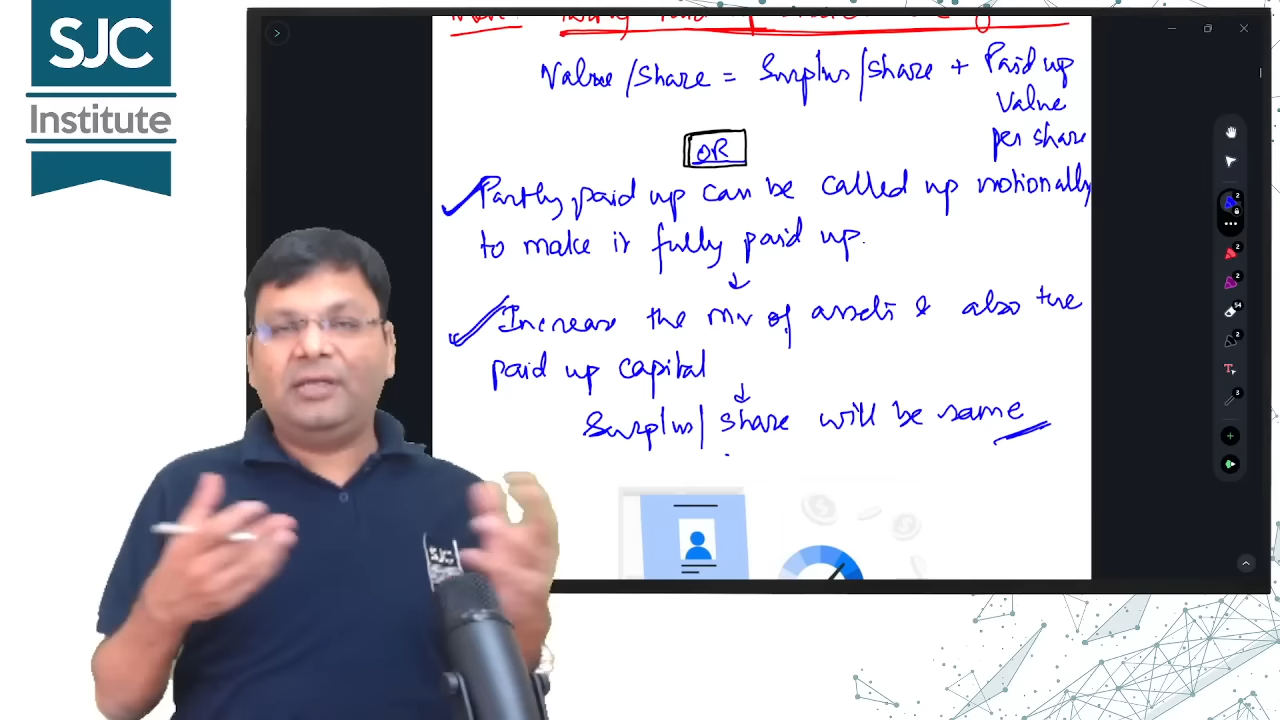 SJC
Institute
Value/Share = Surplus/Share + Paid up
Value
per share
OR
Partly paid up can be called up notionally
to make it fully paid up.
Increase the mv of assets & also the
paid up capital
Surplus/share will be same
SJC